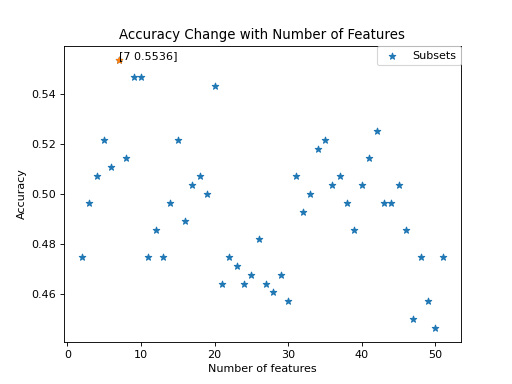 Accuracy Change with Number of Features
[7 0.5536]
Subsets
Accuracy
0.54
0.52
0.50
0.48
0.46
0 10 20 30 40 50
Number of features